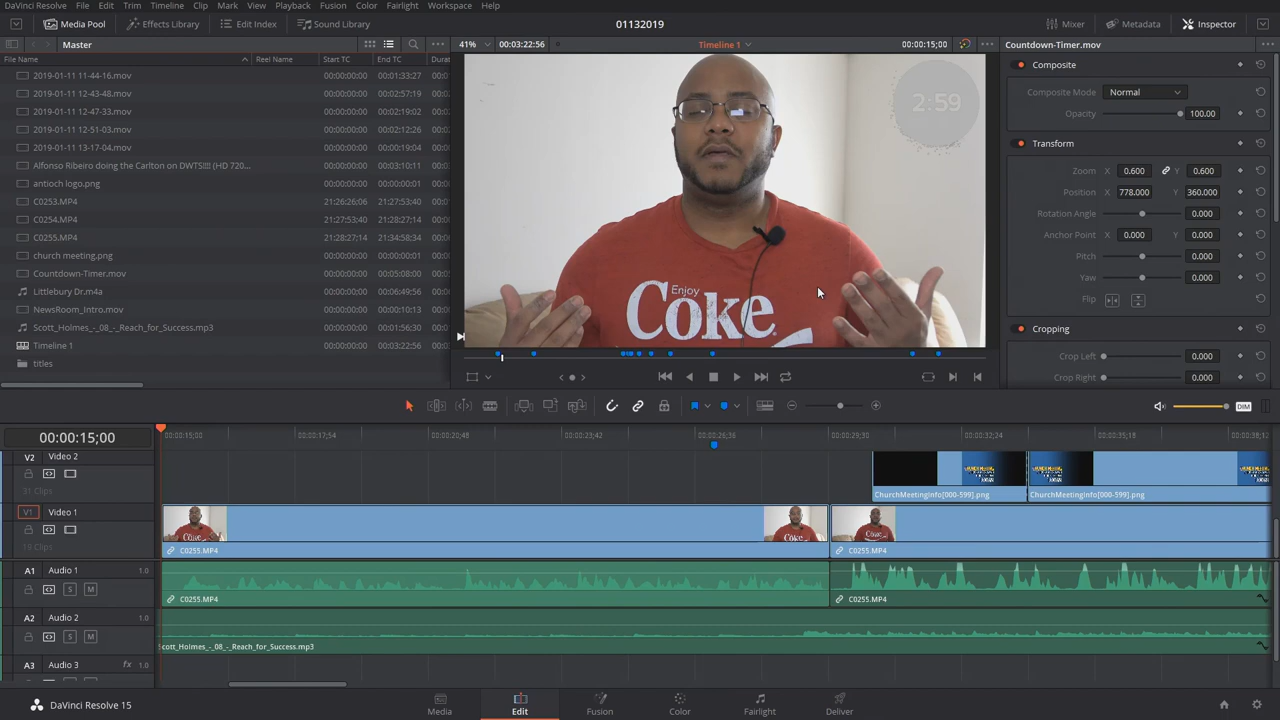 DaVinci Resolve File Edit Trim Timeline Clip Mark View Playback Fusion Color Fairlight Workspace Help
Media Pool Effects Library Edit Index Sound Library 01132019 Mixer Metadata Inspector
Master 41% 00:03:22:56 Timeline 1 00:00:15;00 Countdown-Timer.mov
File Name Reel Name Start TC End TC Dura
2019-01-11 11-44-16.mov 00:00:00:00 00:01:33:27
2019-01-11 12-43-48.mov 00:00:00:00 00:02:57:19
2019-01-11 12-47-33.mov 00:00:00:00 00:02:19:02
2019-01-11 12-51-03.mov 00:00:00:00 00:02:12:26
2019-01-11 13-17-04.mov 00:00:00:00 00:01:00:29
Alfonso Ribeiro doing the Carlton on DWTS!!!! (HD 720... 00:00:00:00 00:03:10:11
antioch logo.png 00:00:00:00 00:00:00:01
C0253.MP4 21:26:26:06 21:27:53:40
C0254.MP4 21:27:53:40 21:28:27:14
C0255.MP4 21:28:27:14 21:34:58:34
church meeting.png 00:00:00:00 00:00:00:01
Countdown-Timer.mov 00:00:00:00 00:05:08:00
Littlebury Dr.m4a 00:00:00:00 00:06:49:56
NewsRoom_Intro.mov 00:00:00:00 00:00:10:13
Scott_Holmes_-_08_-_Reach_for_Success.mp3 00:00:00:00 00:01:56:30
Timeline 1 00:00:00;00 00:03:22;56
titles
2:59
Enjoy
Coke
Composite
Composite Mode Normal
Opacity 100.00
Transform
Zoom X 0.600 Y 0.600
Position X 778.000 Y 360.000
Rotation Angle 0.000
Anchor Point X 0.000 Y 0.000
Pitch 0.000
Yaw 0.000
Flip
Cropping
Crop Left 0.000
Crop Right 0.000
DIM
00:00:15;00 00:00:15;00 00:00:17;54 00:00:20;48 00:00:23;42 00:00:26;36 00:00:29;30 00:00:32;24 00:00:35;18 00:00:38;12
V2 Video 2
31 Clips
ChurchMeetingInfo[000-599].png ChurchMeetingInfo[000-599].png
V1 Video 1
19 Clips
C0255.MP4 C0255.MP4
A1 Audio 1 1.0
S M
C0255.MP4 C0255.MP4
A2 Audio 2 1.0
S M
Scott_Holmes_-_08_-_Reach_for_Success.mp3
A3 Audio 3 fx 1.0
DaVinci Resolve 15 Media Edit Fusion Color Fairlight Deliver